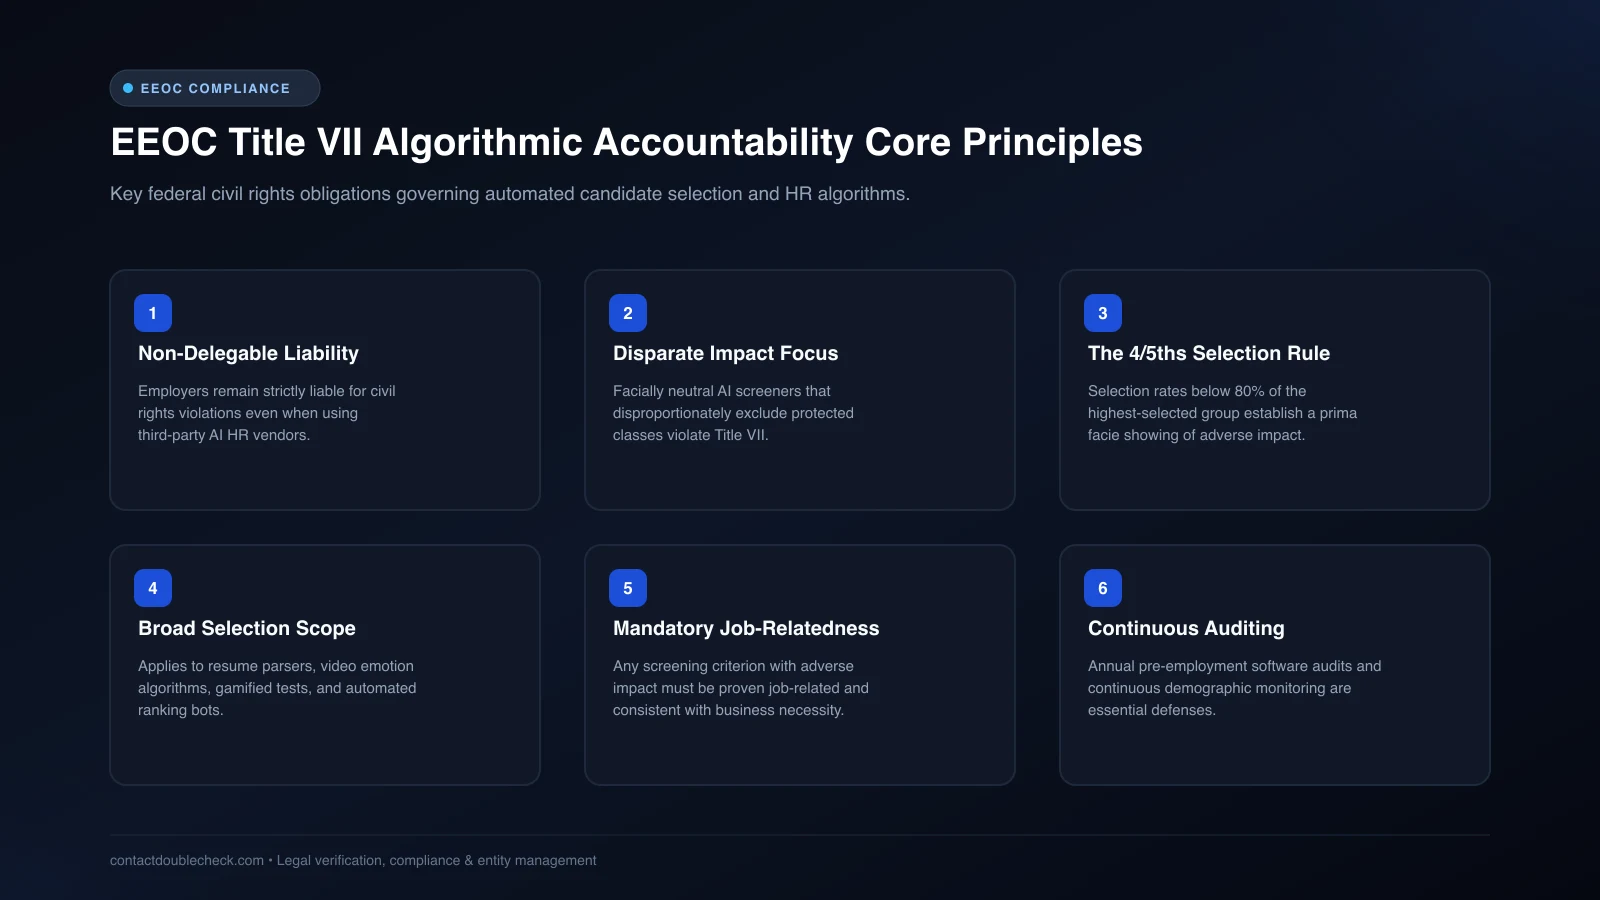 EEOC COMPLIANCE
EEOC Title VII Algorithmic Accountability Core Principles
Key federal civil rights obligations governing automated candidate selection and HR algorithms.
1
Non-Delegable Liability
Employers remain strictly liable for civil
rights violations even when using
third-party AI HR vendors.
2
Disparate Impact Focus
Facially neutral AI screeners that
disproportionately exclude protected
classes violate Title VII.
3
The 4/5ths Selection Rule
Selection rates below 80% of the
highest-selected group establish a prima
facie showing of adverse impact.
4
Broad Selection Scope
Applies to resume parsers, video emotion
algorithms, gamified tests, and automated
ranking bots.
5
Mandatory Job-Relatedness
Any screening criterion with adverse
impact must be proven job-related and
consistent with business necessity.
6
Continuous Auditing
Annual pre-employment software audits and
continuous demographic monitoring are
essential defenses.
contactdoublecheck.com • Legal verification, compliance & entity management